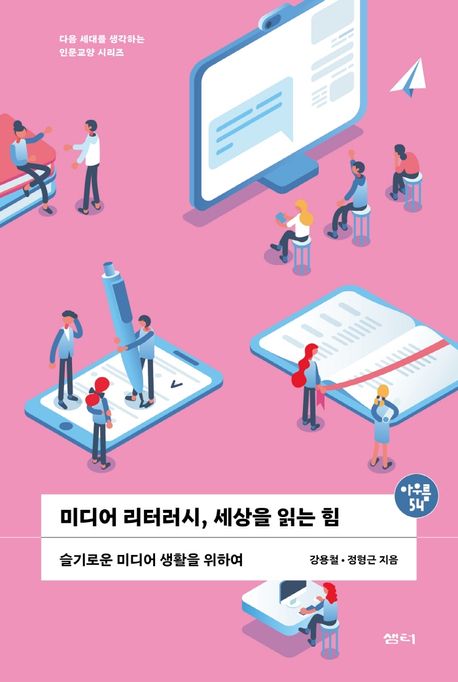 다음 세대를 생각하는
인문교양 시리즈
아우름
54
미디어 리터러시, 세상을 읽는 힘
슬기로운 미디어 생활을 위하여
강용철 • 정형근 지음
샘터